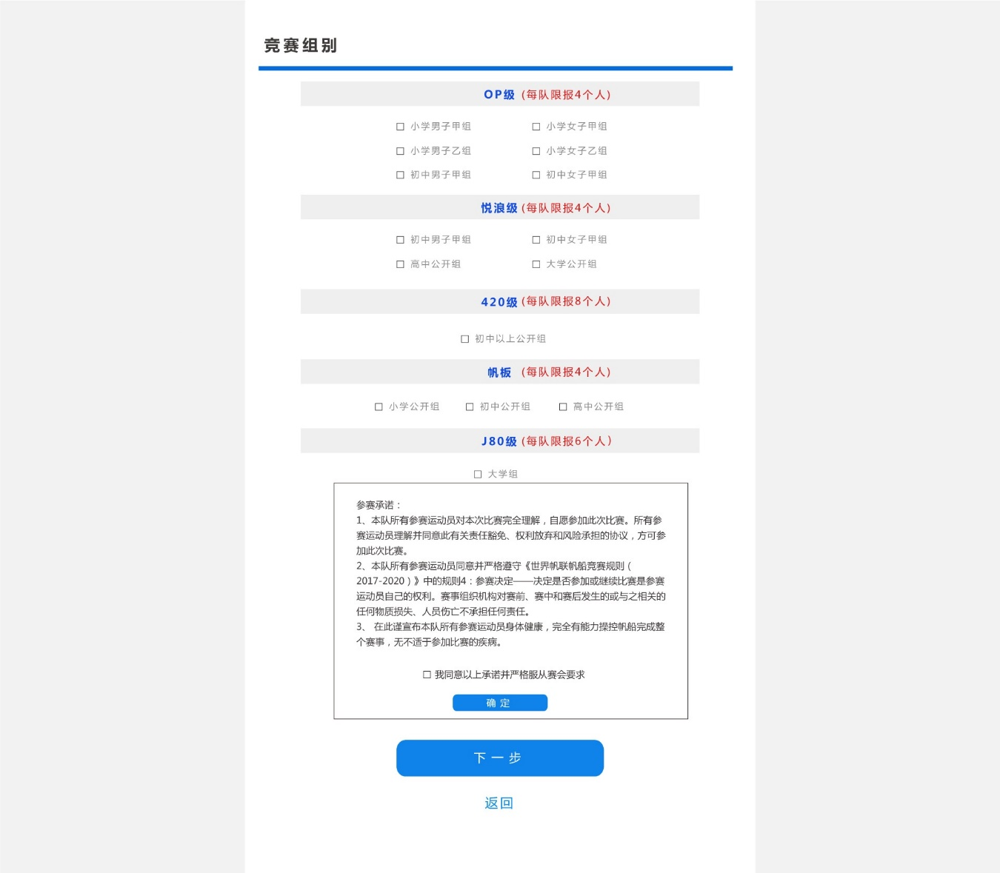 竞赛组别
OP级 (每队限报4个人)
小学男子甲组 小学女子甲组
小学男子乙组 小学女子乙组
初中男子甲组 初中女子甲组
悦浪级 (每队限报4个人)
初中男子甲组 初中女子甲组
高中公开组 大学公开组
420级 (每队限报8个人)
初中以上公开组
帆板 (每队限报4个人)
小学公开组 初中公开组 高中公开组
J80级 (每队限报6个人)
大学组
参赛承诺：
1、本队所有参赛运动员对本次比赛完全理解，自愿参加此次比赛。所有参
赛运动员理解并同意此有关责任豁免、权利放弃和风险承担的协议，方可参
加此次比赛。
2、本队所有参赛运动员同意并严格遵守《世界帆联帆船竞赛规则（
2017-2020）》中的规则4：参赛决定——决定是否参加或继续比赛是参赛
运动员自己的权利。赛事组织机构对赛前、赛中和赛后发生的或与之相关的
任何物质损失、人员伤亡不承担任何责任。
3、 在此谨宣布本队所有参赛运动员身体健康，完全有能力操控帆船完成整
个赛事，无不适于参加比赛的疾病。
我同意以上承诺并严格服从赛会要求
确定
下一步
返回